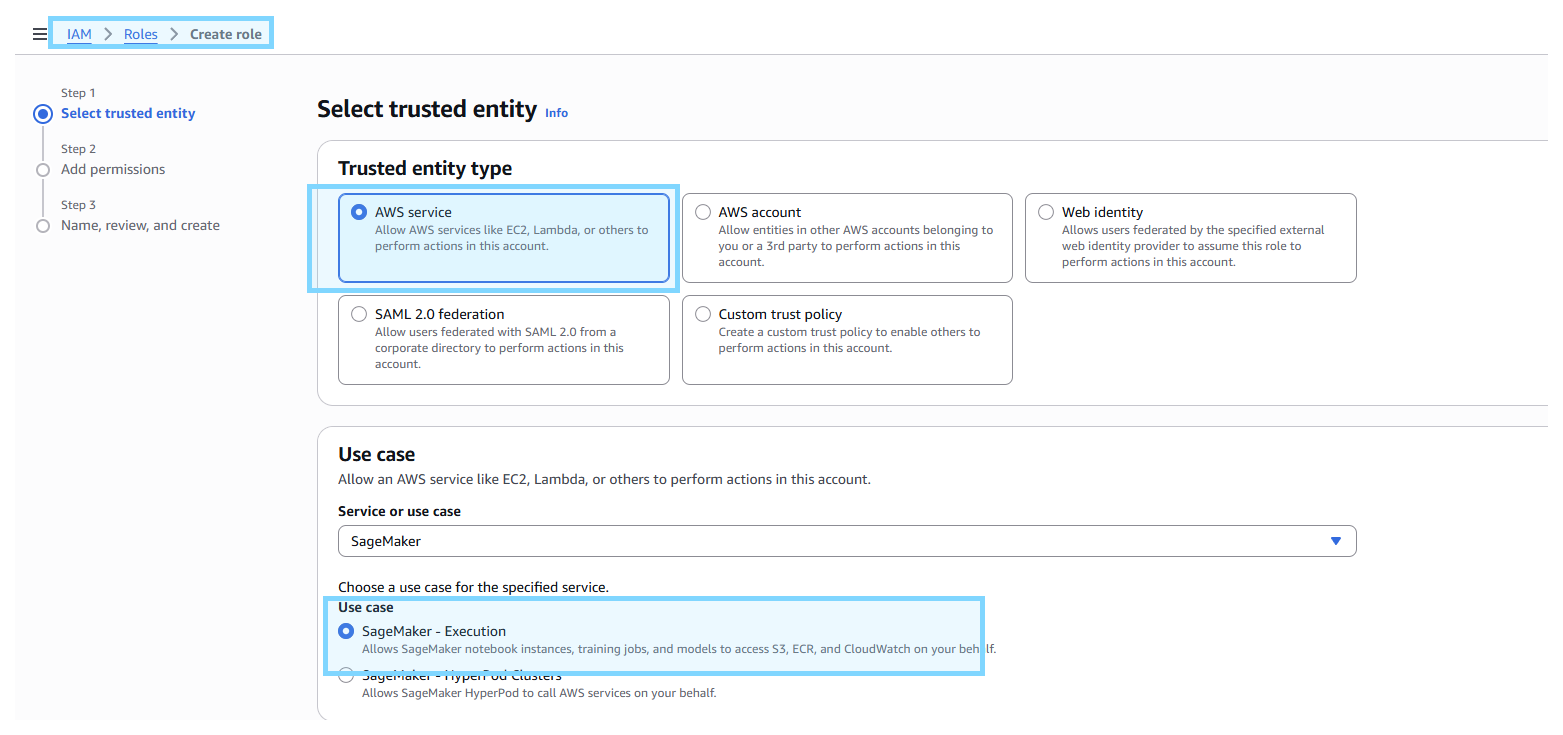 IAM > Roles > Create role
Step 1
Select trusted entity
Step 2
Add permissions
Step 3
Name, review, and create
Select trusted entity Info
Trusted entity type
AWS service
Allow AWS services like EC2, Lambda, or others to
perform actions in this account.
AWS account
Allow entities in other AWS accounts belonging to
you or a 3rd party to perform actions in this
account.
Web identity
Allows users federated by the specified external
web identity provider to assume this role to
perform actions in this account.
SAML 2.0 federation
Allow users federated with SAML 2.0 from a
corporate directory to perform actions in this
account.
Custom trust policy
Create a custom trust policy to enable others to
perform actions in this account.
Use case
Allow an AWS service like EC2, Lambda, or others to perform actions in this account.
Service or use case
SageMaker
Choose a use case for the specified service.
Use case
SageMaker - Execution
Allows SageMaker notebook instances, training jobs, and models to access S3, ECR, and CloudWatch on your behalf.
SageMaker - HyperPod Clusters
Allows SageMaker HyperPod to call AWS services on your behalf.